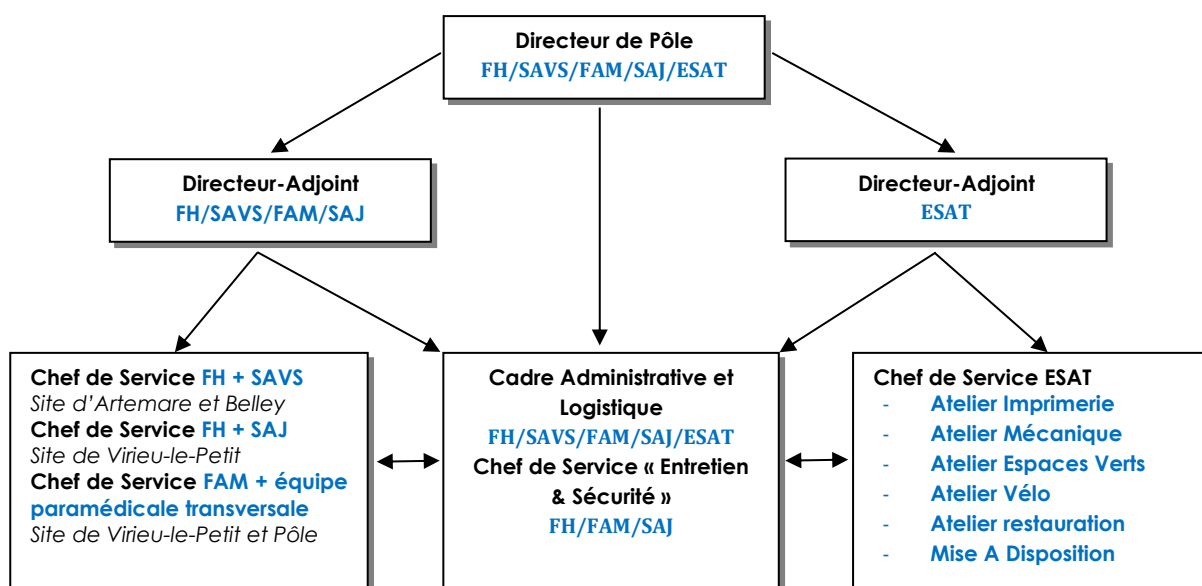 Directeur de Pôle
FH/SAVS/FAM/SAJ/ESAT
Directeur-Adjoint
FH/SAVS/FAM/SAJ
Directeur-Adjoint
ESAT
Chef de Service FH + SAVS
Site d’Artemare et Belley
Chef de Service FH + SAJ
Site de Virieu-le-Petit
Chef de Service FAM + équipe
paramédicale transversale
Site de Virieu-le-Petit et Pôle
Cadre Administrative et
Logistique
FH/SAVS/FAM/SAJ/ESAT
Chef de Service « Entretien
& Sécurité »
FH/FAM/SAJ
Chef de Service ESAT
- Atelier Imprimerie
- Atelier Mécanique
- Atelier Espaces Verts
- Atelier Vélo
- Atelier restauration
- Mise A Disposition